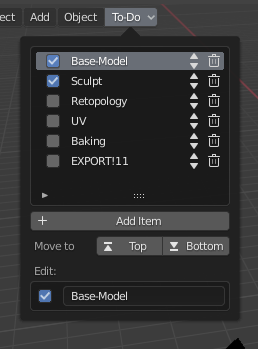 ect Add Object To-Do
Base-Model
Sculpt
Retopology
UV
Baking
EXPORT!11
Add Item
Move to Top Bottom
Edit:
Base-Model